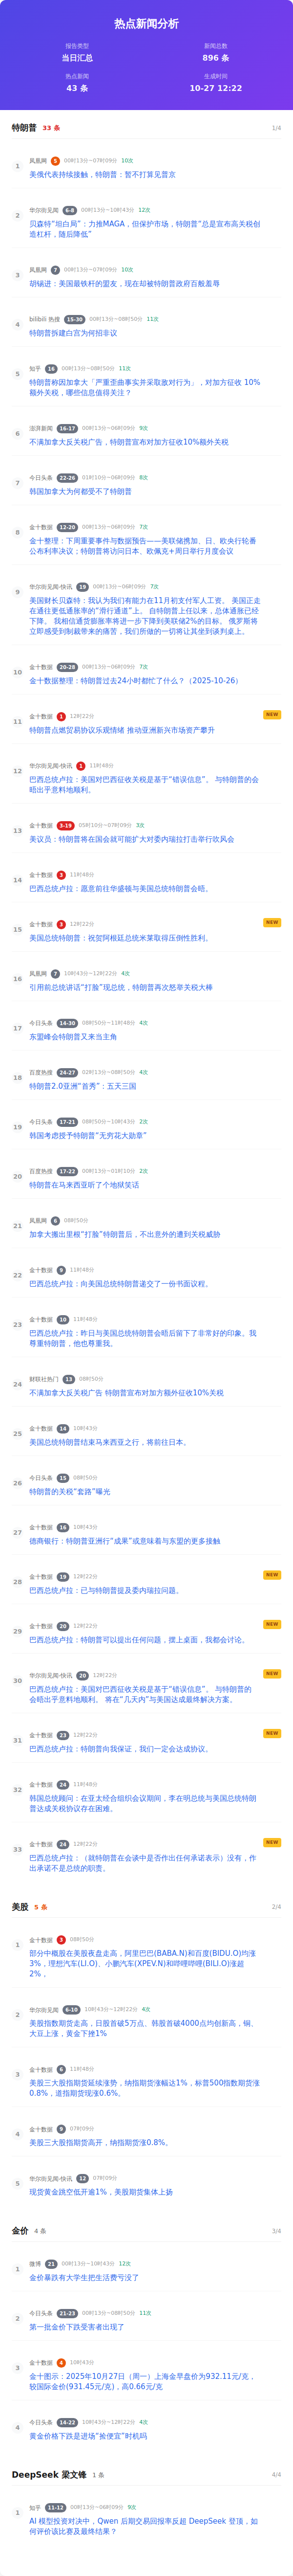 热点新闻分析
报告类型
新闻总数
当日汇总
896 条
热点新闻
生成时间
43 条
10-27 12:22
特朗普 33 条 1/4
1
凤凰网 5 00时13分~07时09分 10次
美俄代表持续接触，特朗普：暂不打算见普京
2
华尔街见闻 6-8 00时13分~10时43分 12次
贝森特“坦白局”：力推MAGA，但保护市场，特朗普“总是宣布高关税创
造杠杆，随后降低”
3
凤凰网 7 00时13分~07时09分 10次
胡锡进：美国最铁杆的盟友，现在却被特朗普政府百般羞辱
4
bilibili 热搜 15-30 00时13分~08时50分 11次
特朗普拆建白宫为何招非议
5
知乎 16 00时13分~08时50分 11次
特朗普称因加拿大「严重歪曲事实并采取敌对行为」，对加方征收 10%
额外关税，哪些信息值得关注？
6
澎湃新闻 16-17 00时13分~06时09分 9次
不满加拿大反关税广告，特朗普宣布对加方加征收10%额外关税
7
今日头条 22-26 01时10分~06时09分 8次
韩国加拿大为何都受不了特朗普
8
金十数据 12-20 00时13分~06时09分 7次
金十整理：下周重要事件与数据预告——美联储携加、日、欧央行轮番
公布利率决议；特朗普将访问日本、欧佩克+周日举行月度会议
9
华尔街见闻-快讯 19 00时13分~06时09分 7次
美国财长贝森特：我认为我们有能力在11月初支付军人工资。 美国正走
在通往更低通胀率的“滑行通道”上。 自特朗普上任以来，总体通胀已经
下降。 我相信通货膨胀率将进一步下降到美联储2%的目标。 俄罗斯将
立即感受到制裁带来的痛苦，我们所做的一切将让其坐到谈判桌上。
10
金十数据 20-28 00时13分~06时09分 7次
金十数据整理：特朗普过去24小时都忙了什么？（2025-10-26）
11
金十数据 1 12时22分 NEW
特朗普点燃贸易协议乐观情绪 推动亚洲新兴市场资产攀升
12
华尔街见闻-快讯 1 11时48分
巴西总统卢拉：美国对巴西征收关税是基于“错误信息”。 与特朗普的会
晤出乎意料地顺利。
13
金十数据 3-19 05时10分~07时09分 3次
美议员：特朗普将在国会就可能扩大对委内瑞拉打击举行吹风会
14
金十数据 3 11时48分
巴西总统卢拉：愿意前往华盛顿与美国总统特朗普会晤。
15
金十数据 3 12时22分 NEW
美国总统特朗普：祝贺阿根廷总统米莱取得压倒性胜利。
16
凤凰网 7 10时43分~12时22分 4次
引用前总统讲话“打脸”现总统，特朗普再次怒举关税大棒
17
今日头条 14-30 08时50分~11时48分 4次
东盟峰会特朗普又来当主角
18
百度热搜 24-27 02时13分~08时50分 4次
特朗普2.0亚洲“首秀”：五天三国
19
今日头条 17-21 08时50分~10时43分 2次
韩国考虑授予特朗普“无穷花大勋章”
20
百度热搜 17-22 00时13分~01时10分 2次
特朗普在马来西亚听了个地狱笑话
21
凤凰网 6 08时50分
加拿大搬出里根“打脸”特朗普后，不出意外的遭到关税威胁
22
金十数据 9 11时48分
巴西总统卢拉：向美国总统特朗普递交了一份书面议程。
23
金十数据 10 11时48分
巴西总统卢拉：昨日与美国总统特朗普会晤后留下了非常好的印象。我
尊重特朗普，他也尊重我。
24
财联社热门 13 08时50分
不满加拿大反关税广告 特朗普宣布对加方额外征收10%关税
25
金十数据 14 10时43分
美国总统特朗普结束马来西亚之行，将前往日本。
26
今日头条 15 08时50分
特朗普的关税“套路”曝光
27
金十数据 16 10时43分
德商银行：特朗普亚洲行“成果”或意味着与东盟的更多接触
28
金十数据 19 12时22分 NEW
巴西总统卢拉：已与特朗普提及委内瑞拉问题。
29
金十数据 20 12时22分 NEW
巴西总统卢拉：特朗普可以提出任何问题，摆上桌面，我都会讨论。
30
华尔街见闻-快讯 20 12时22分 NEW
巴西总统卢拉：美国对巴西征收关税是基于“错误信息”。 与特朗普的
会晤出乎意料地顺利。 将在“几天内”与美国达成最终解决方案。
31
金十数据 23 12时22分 NEW
巴西总统卢拉：特朗普向我保证，我们一定会达成协议。
32
金十数据 24 11时48分
韩国总统顾问：在亚太经合组织会议期间，李在明总统与美国总统特朗
普达成关税协议存在困难。
33
金十数据 24 12时22分 NEW
巴西总统卢拉：（就特朗普在会谈中是否作出任何承诺表示）没有，作
出承诺不是总统的职责。
美股 5 条 2/4
1
金十数据 3 08时50分
部分中概股在美股夜盘走高，阿里巴巴(BABA.N)和百度(BIDU.O)均涨
3%，理想汽车(LI.O)、小鹏汽车(XPEV.N)和哔哩哔哩(BILI.O)涨超
2% 。
2
华尔街见闻 6-10 10时43分~12时22分 4次
美股指数期货走高，日股首破5万点、韩股首破4000点均创新高，铜、
大豆上涨，黄金下挫1%
3
金十数据 6 11时48分
美股三大股指期货延续涨势，纳指期货涨幅达1%，标普500指数期货涨
0.8%，道指期货现涨0.6%。
4
金十数据 9 07时09分
美股三大股指期货高开，纳指期货涨0.8%。
5
华尔街见闻-快讯 12 07时09分
现货黄金跳空低开逾1%，美股期货集体上扬
金价 4 条 3/4
1
微博 21 00时13分~10时43分 12次
金价暴跌有大学生把生活费亏没了
2
今日头条 21-23 00时13分~08时50分 11次
第一批金价下跌受害者出现了
3
金十数据 4 10时43分
金十图示：2025年10月27日（周一）上海金早盘价为932.11元/克，
较国际金价(931.45元/克)，高0.66元/克
4
今日头条 14-22 10时43分~12时22分 4次
黄金价格下跌是进场“捡便宜”时机吗
DeepSeek 梁文锋 1 条 4/4
1
知乎 11-12 00时13分~06时09分 9次
AI 模型投资对决中，Qwen 后期交易回报率反超 DeepSeek 登顶，如
何评价该比赛及最终结果？